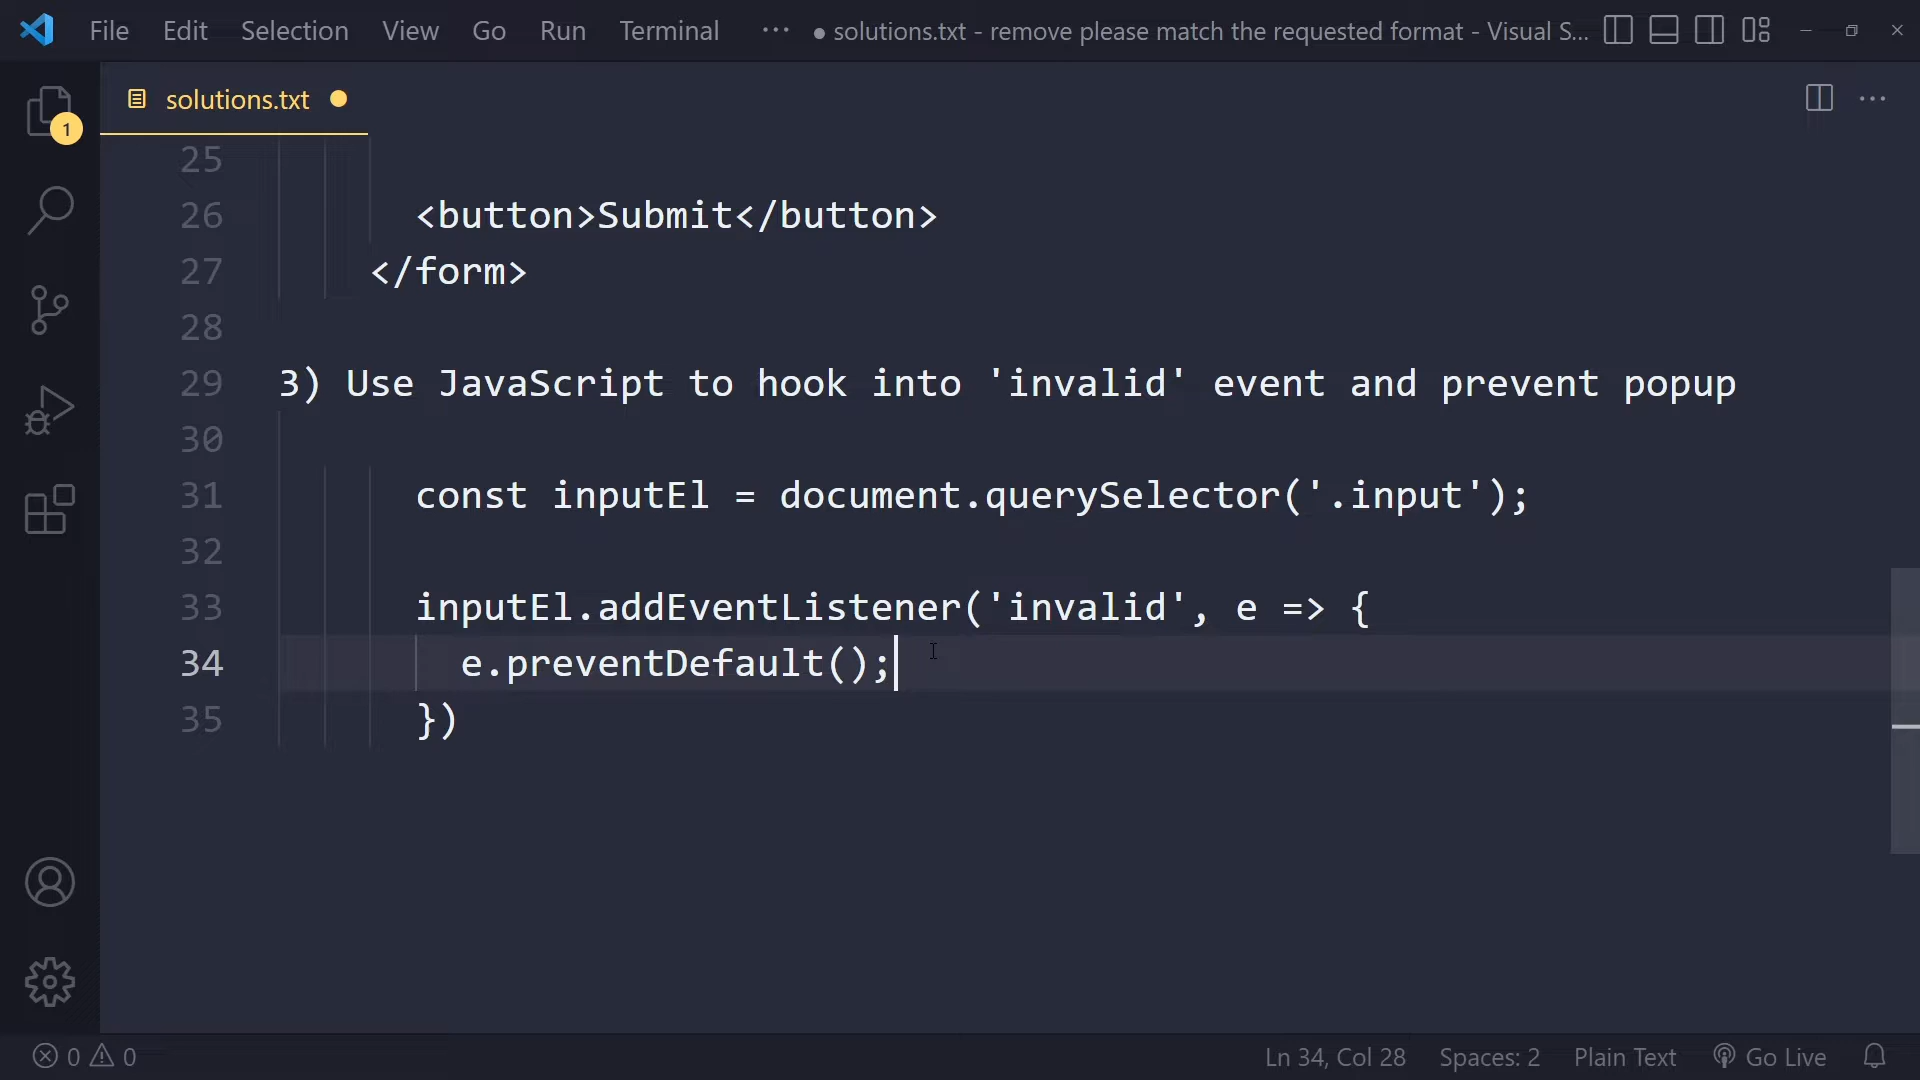 File Edit Selection View Go Run Terminal ··· ● solutions.txt - remove please match the requested format - Visual S...
solutions.txt
1
25
26 <button>Submit</button>
27 </form>
28
29 3) Use JavaScript to hook into 'invalid' event and prevent popup
30
31 const inputEl = document.querySelector('.input');
32
33 inputEl.addEventListener('invalid', e => {
34 e.preventDefault();
35 })
0 0 Ln 34, Col 28 Spaces: 2 Plain Text Go Live